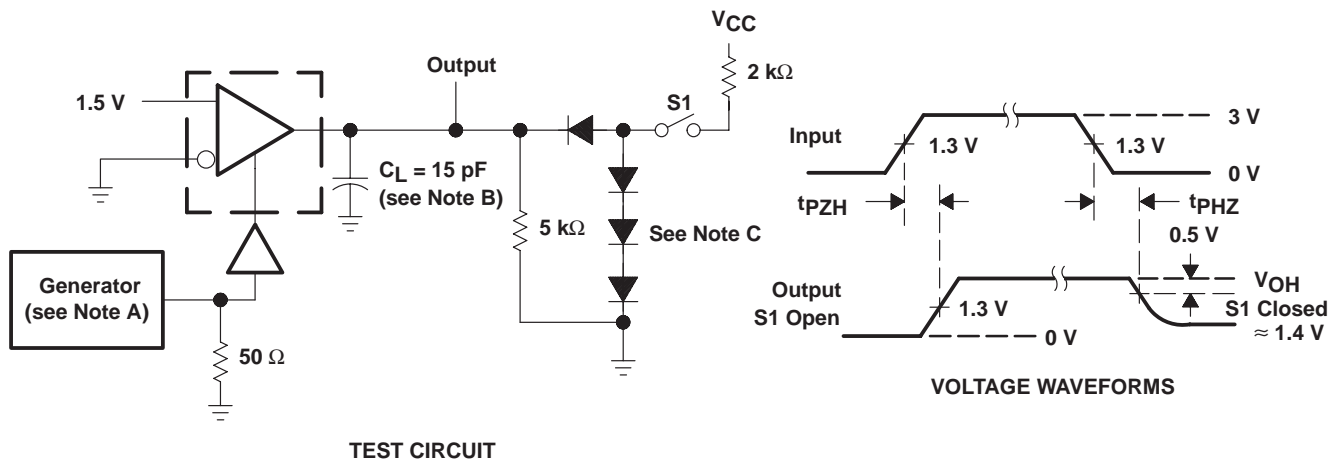 VCC
2 kΩ
Output
S1
1.5 V
CL = 15 pF
(see Note B)
5 kΩ
See Note C
Generator
(see Note A)
50 Ω
TEST CIRCUIT
Input
3 V
1.3 V
1.3 V
0 V
tPZH
tPHZ
0.5 V
Output
S1 Open
VOH
S1 Closed
≈ 1.4 V
1.3 V
0 V
VOLTAGE WAVEFORMS